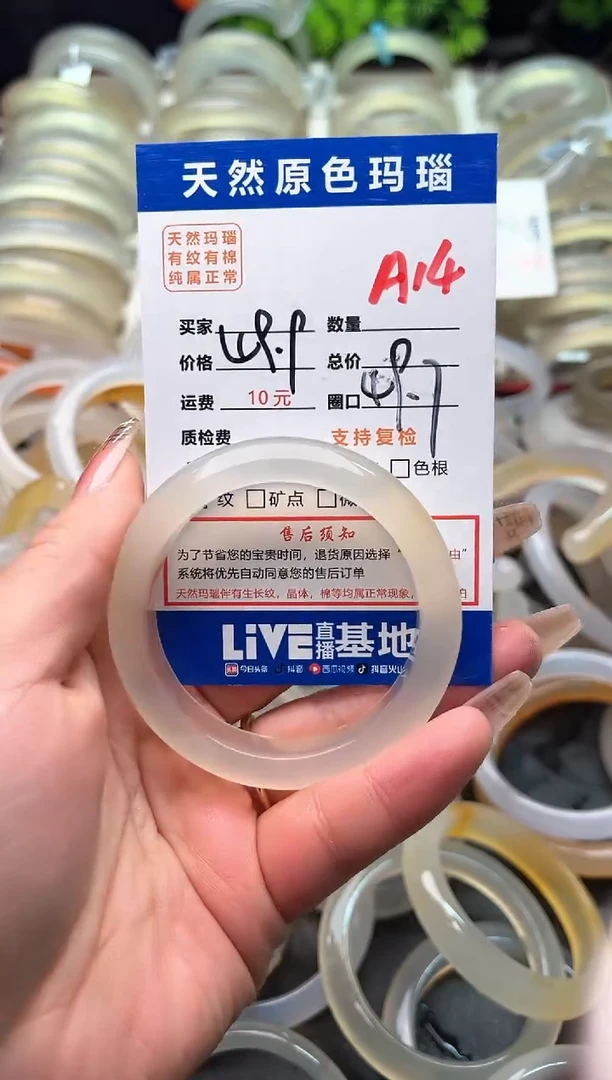 天然原色玛瑙
天然玛瑙
有纹有棉
纯属正常
A14
买家 数量
价格 总价
运费 10元 圈口
质检费 支持复检
色根
纹 矿点
售后须知
为了节省您的宝贵时间，退货原因选择“ 虫”
系统将优先自动同意您的售后订单
天然玛瑙伴有生长纹，晶体，棉等均属正常现象，
LiVE直播基地
今日头条 抖音 西瓜视频 抖音火山